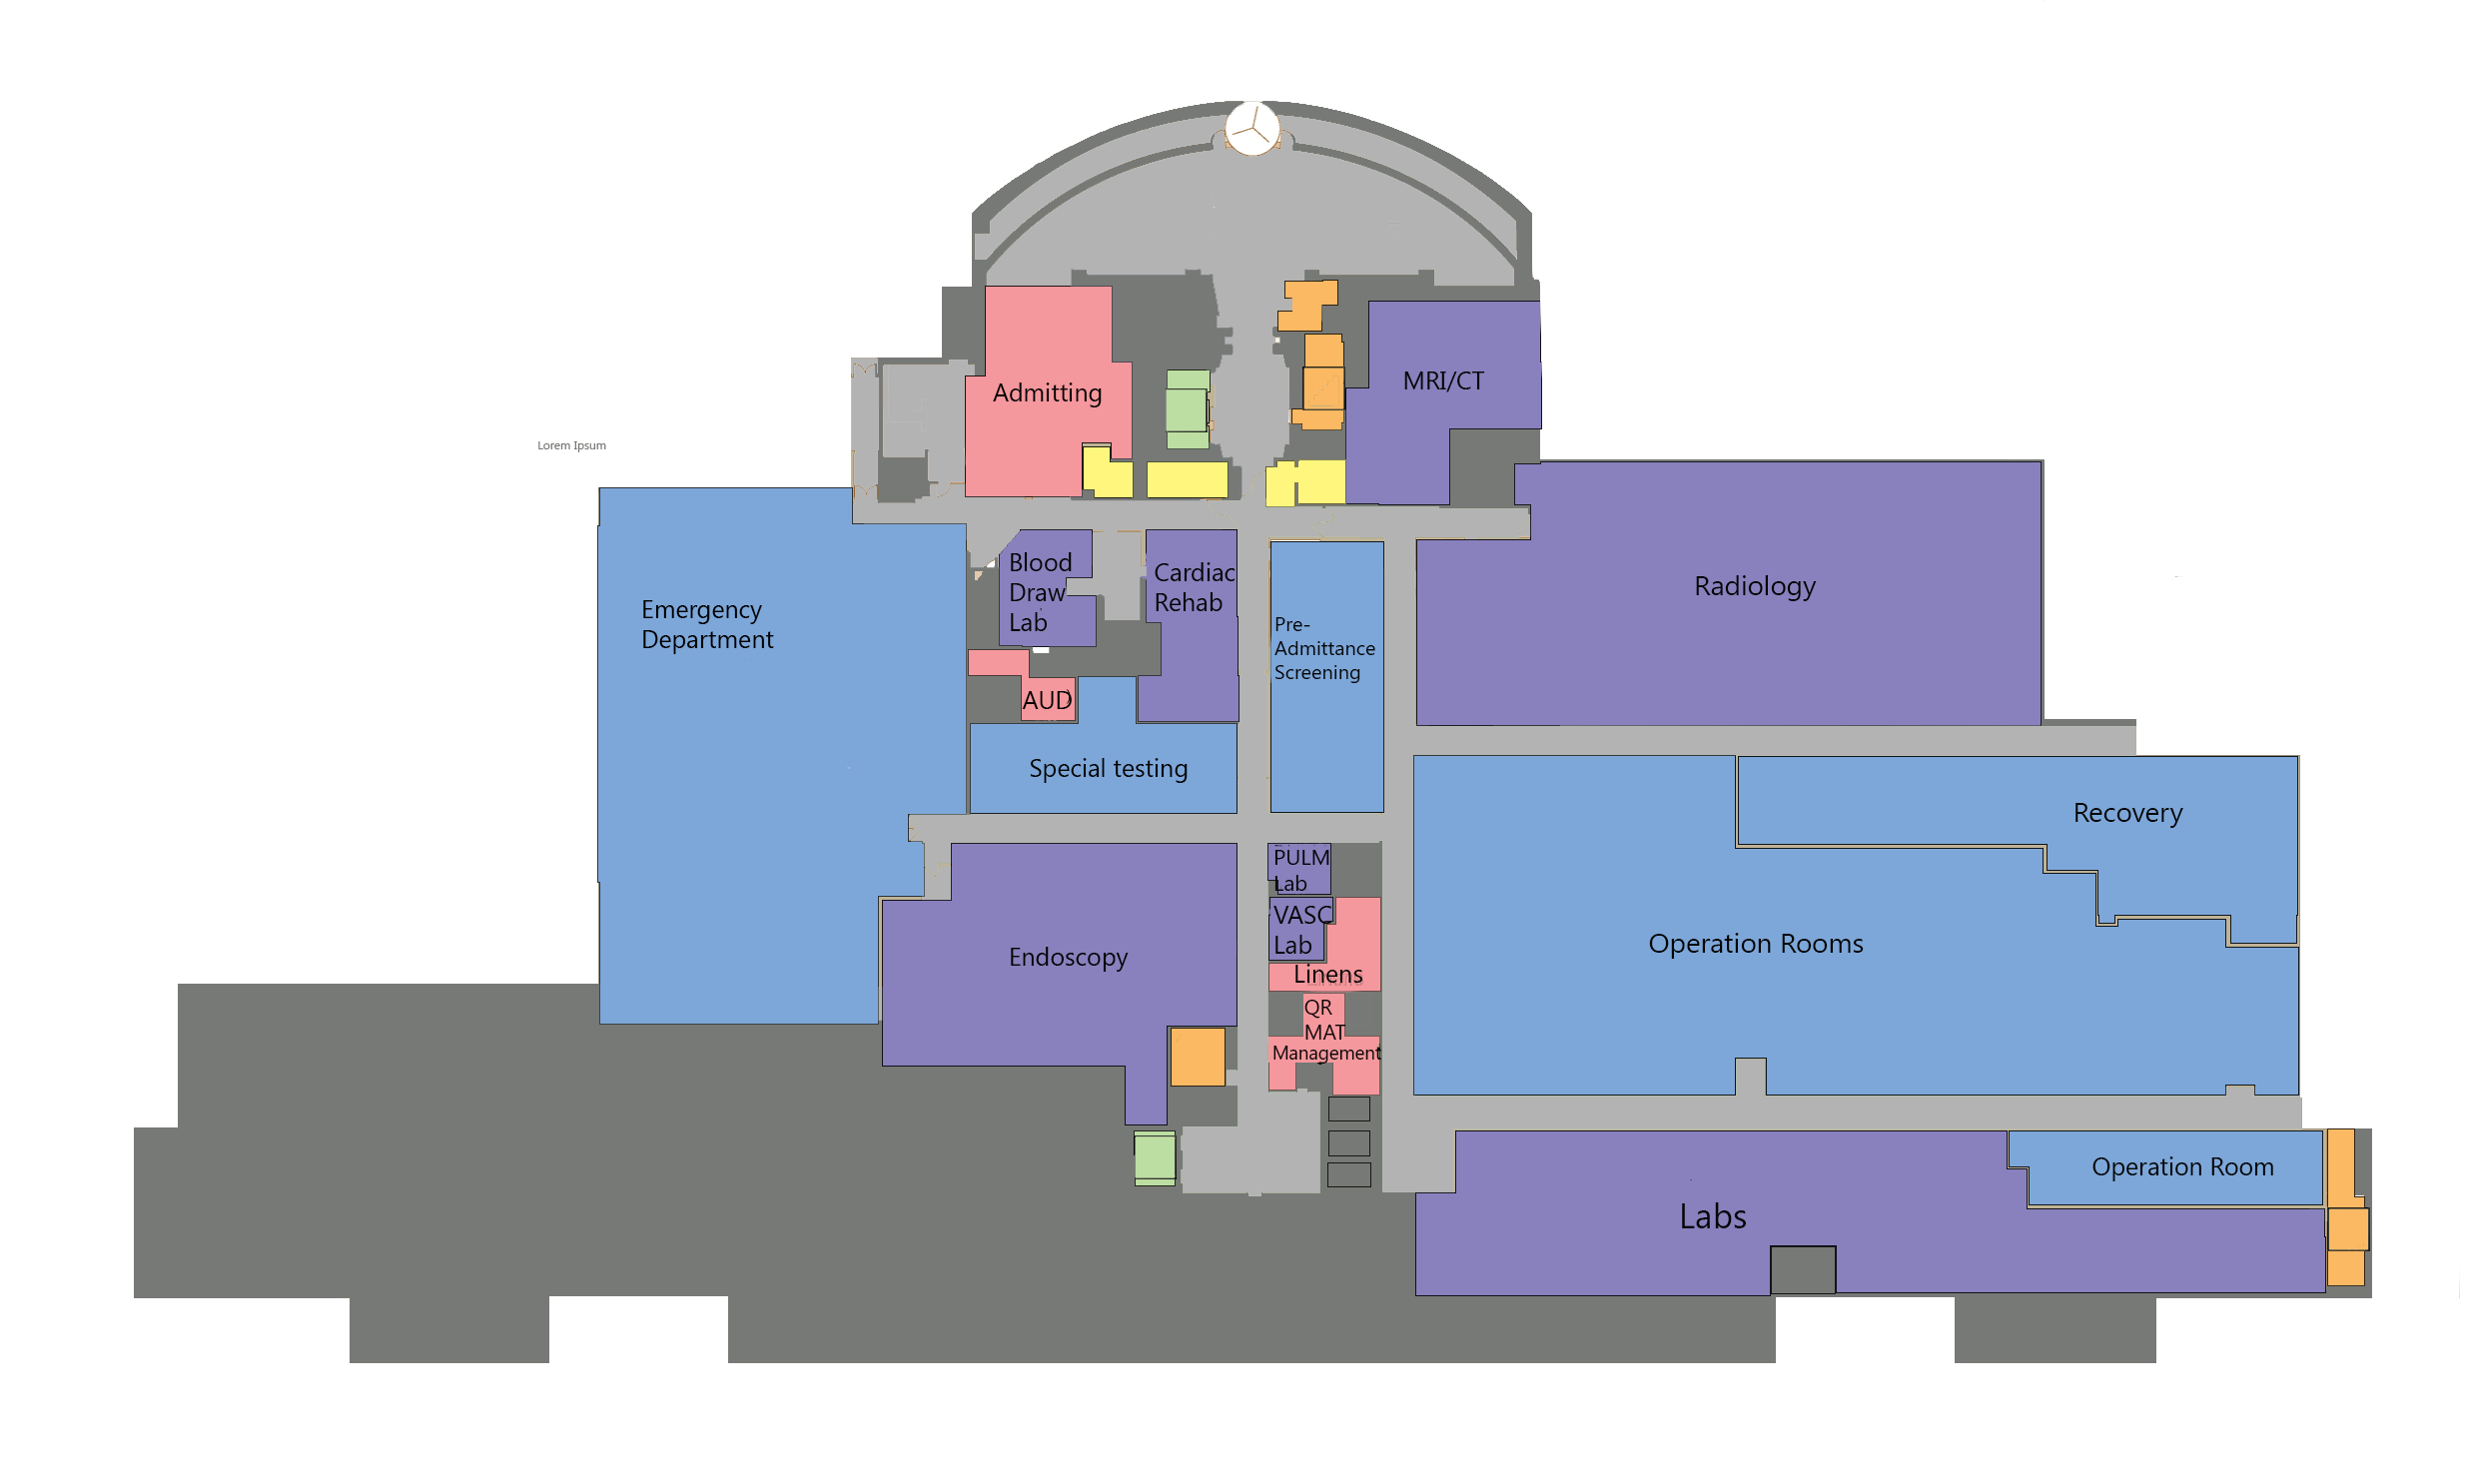 MRI/CT
Admitting
Lorem Ipsum
Blood
Draw
Lab
Cardiac
Rehab
Radiology
Emergency
Department
Pre-
Admittance
Screening
AUD
Special testing
Recovery
PULM
Lab
VASC
Lab
Operation Rooms
Endoscopy
Linens
QR
MAT
Management
Operation Room
Labs